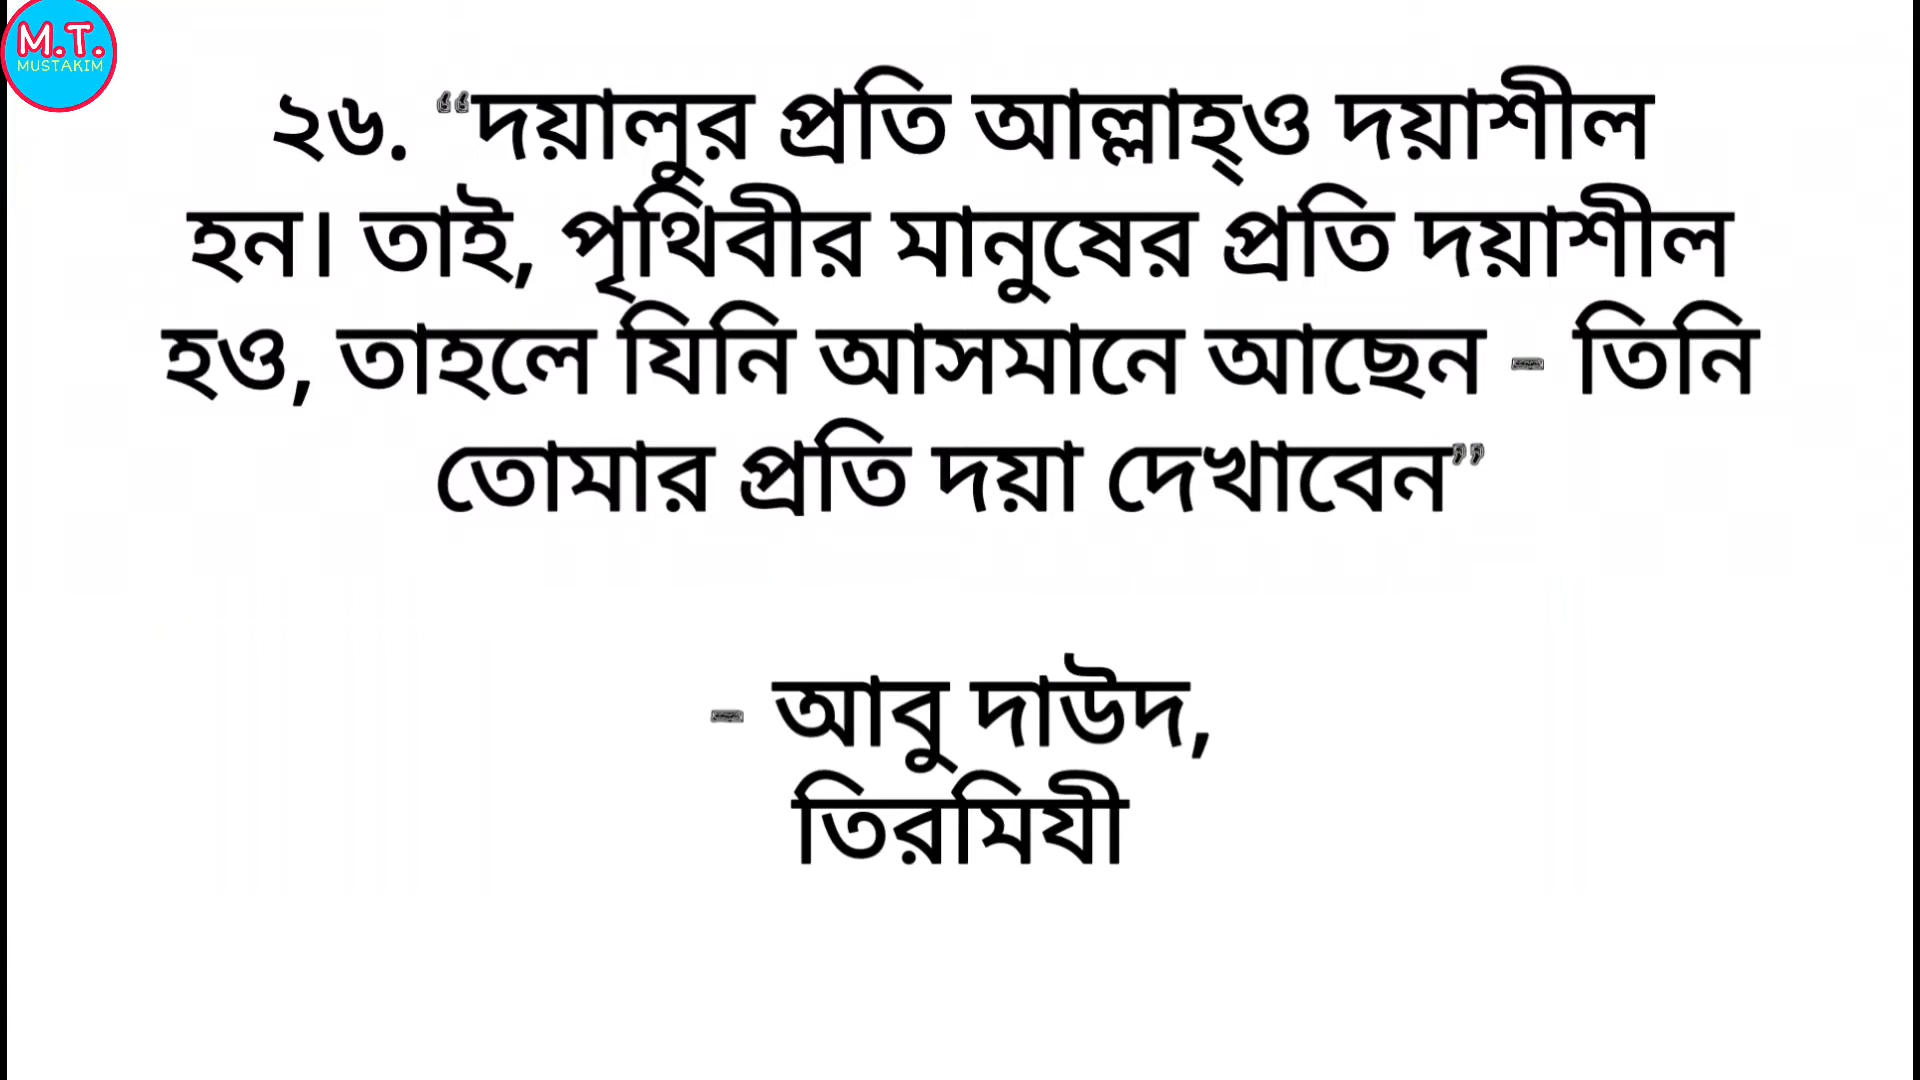 M.T.
MUSTAKIM
২৬. “দয়ালুর প্রতি আল্লাহ্ও দয়াশীল
হন। তাই, পৃথিবীর মানুষের প্রতি দয়াশীল
হও, তাহলে যিনি আসমানে আছেন - তিনি
তোমার প্রতি দয়া দেখাবেন”
- আবু দাউদ,
তিরমিযী